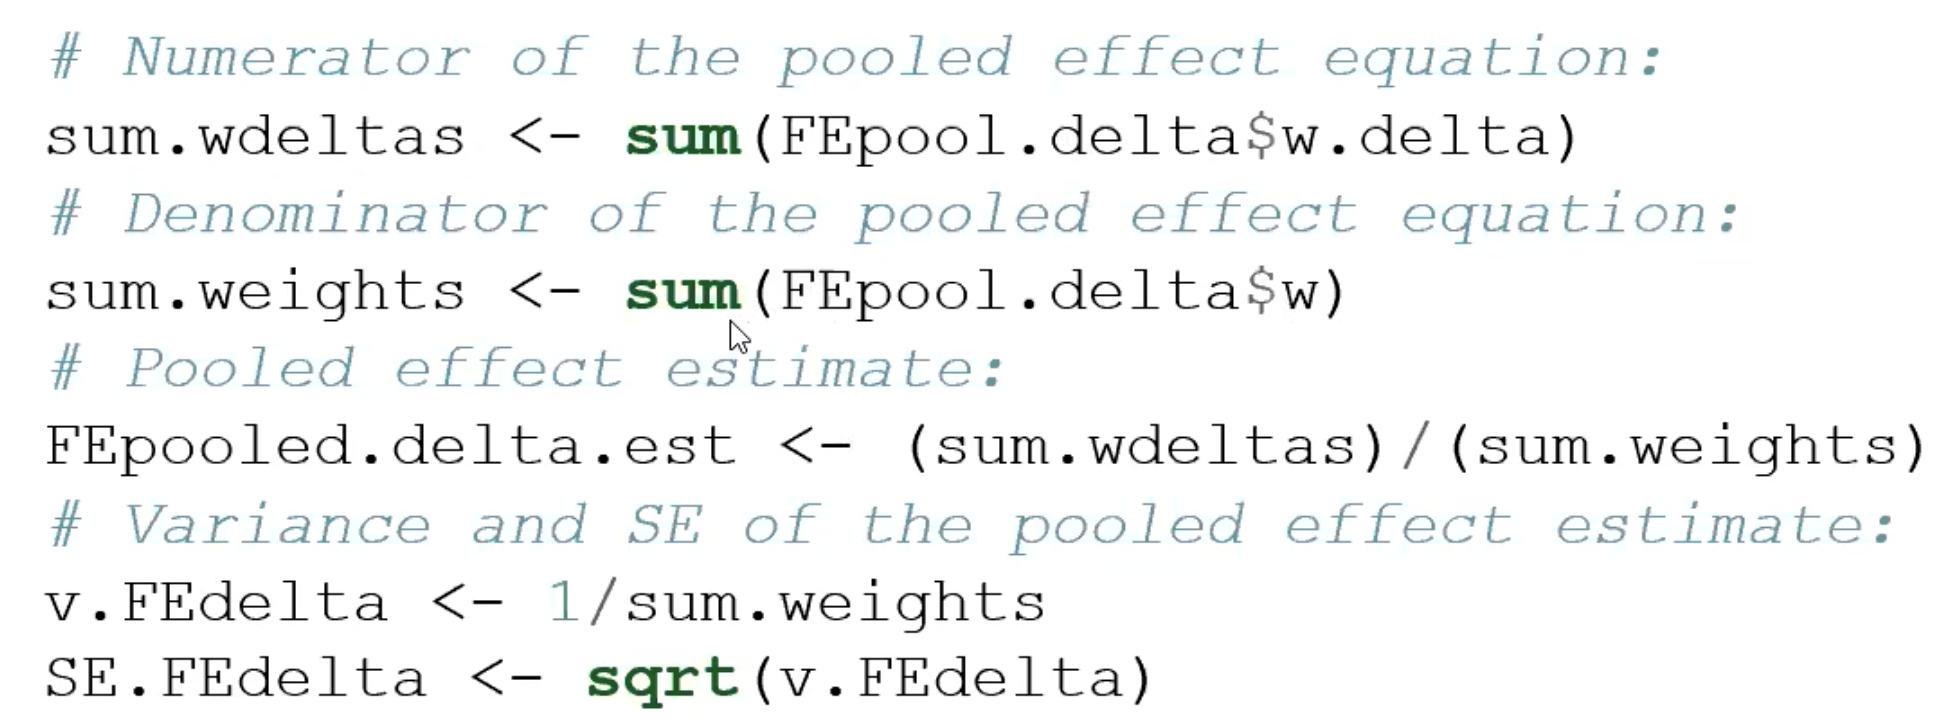 # Numerator of the pooled effect equation:
sum.wdeltas <- sum(FEpool.delta$w.delta)
# Denominator of the pooled effect equation:
sum.weights <- sum(FEpool.delta$w)
# Pooled effect estimate:
FEpooled.delta.est <- (sum.wdeltas)/(sum.weights)
# Variance and SE of the pooled effect estimate:
v.FEdelta <- 1/sum.weights
SE.FEdelta <- sqrt(v.FEdelta)